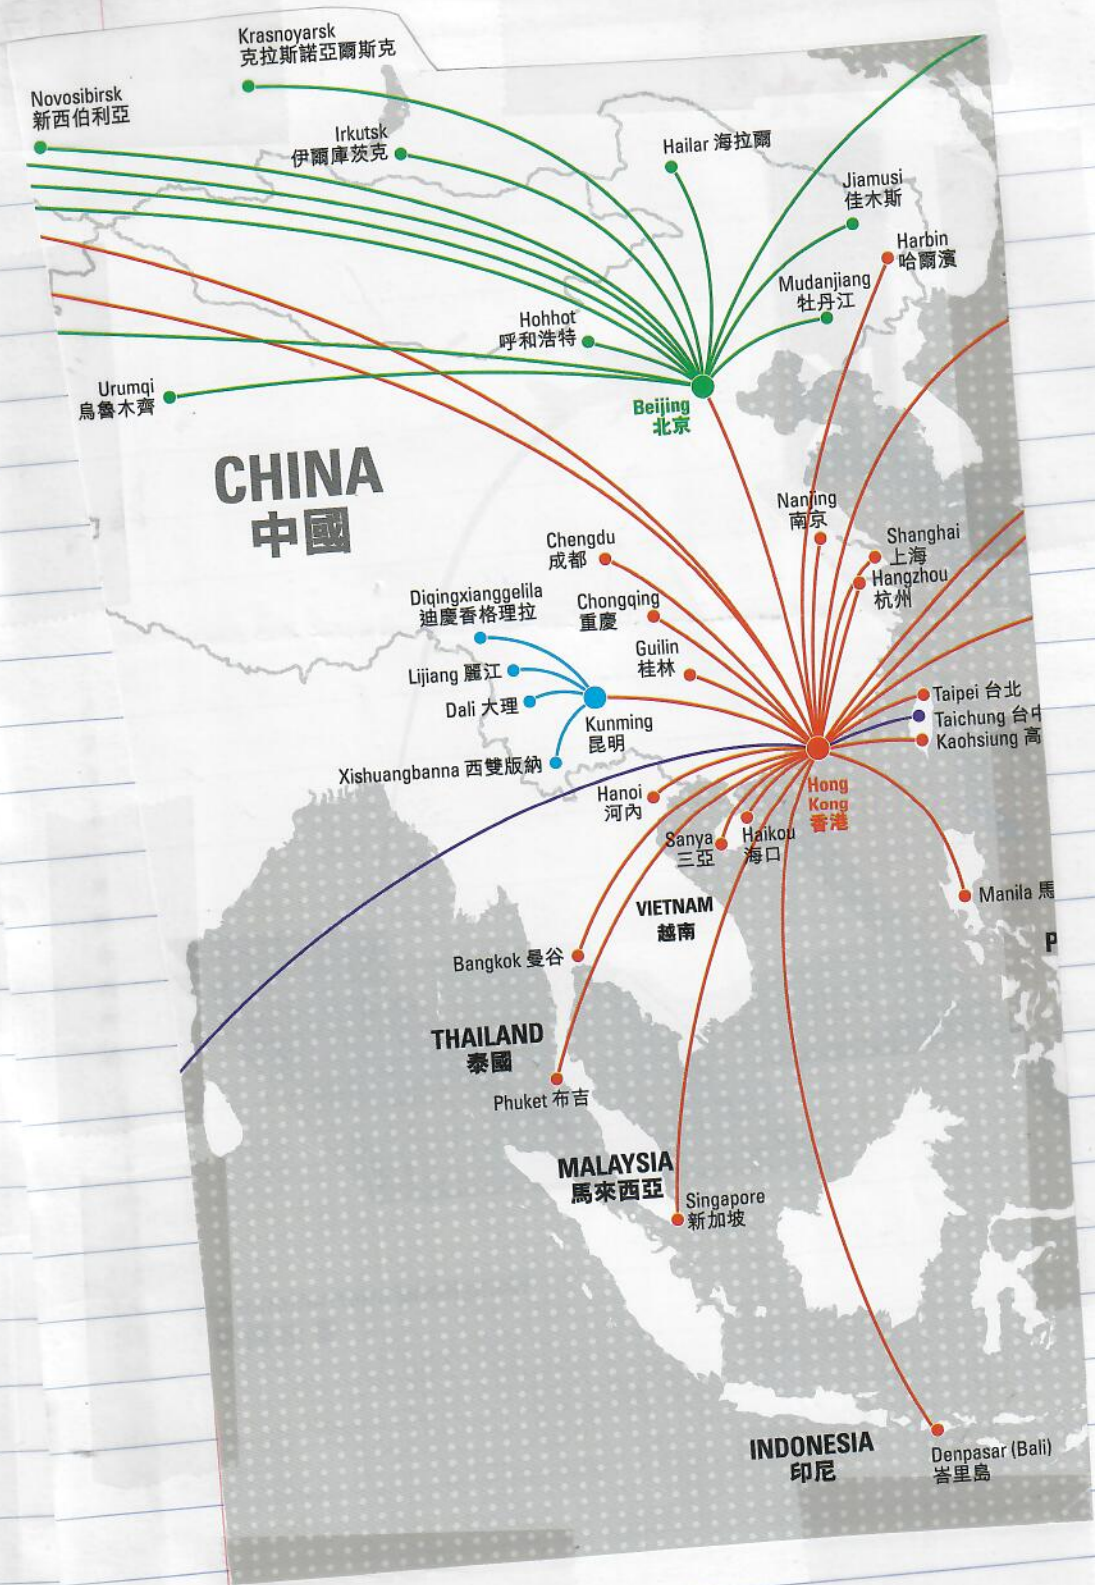 Krasnoyarsk
克拉斯諾亞爾斯克
Novosibirsk
新西伯利亞
Irkutsk
伊爾庫茨克
Hailar 海拉爾
Jiamusi
佳木斯
Harbin
哈爾濱
Mudanjiang
牡丹江
Hohhot
呼和浩特
Urumqi
烏魯木齊
Beijing
北京
CHINA
中國
Nanjing
南京
Chengdu
成都
Shanghai
上海
Hangzhou
杭州
Diqingxianggelila
迪慶香格理拉
Chongqing
重慶
Guilin
桂林
Lijiang 麗江
Dali 大理
Kunming
昆明
Xishuangbanna 西雙版納
Taipei 台北
Taichung 台中
Kaohsiung 高
Hong
Kong
香港
Hanoi
河內
Sanya
三亞
Haikou
海口
Manila 馬
VIETNAM
越南
P
Bangkok 曼谷
THAILAND
泰國
Phuket 布吉
MALAYSIA
馬來西亞
Singapore
新加坡
INDONESIA
印尼
Denpasar (Bali)
峇里島